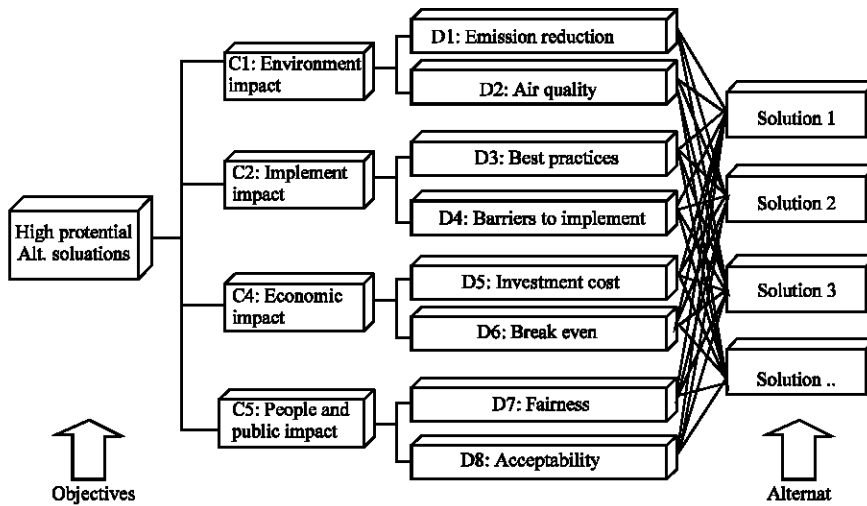 High potential
Alt. soluations
Objectives
C1: Environment
impact
C2: Implement
impact
C4: Economic
impact
C5: People and
public impact
D1: Emission reduction
D2: Air quality
D3: Best practices
D4: Barriers to implement
D5: Investment cost
D6: Break even
D7: Fairness
D8: Acceptability
Solution 1
Solution 2
Solution 3
Solution ..
Alternat